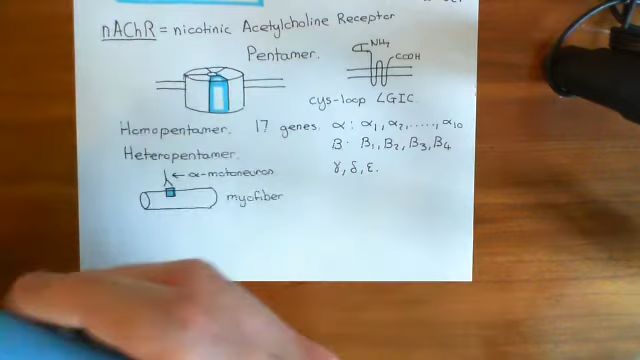 nAChR = nicotinic Acetylcholine Receptor
Pentamer.
NH₂
COOH
cys-loop LGIC
Homopentamer. 17 genes. α: α₁, α₂, ....., α₁₀
Heteropentamer. β: β₁, β₂, β₃, β₄
γ, δ, ε.
← α-motoneuron
myofiber